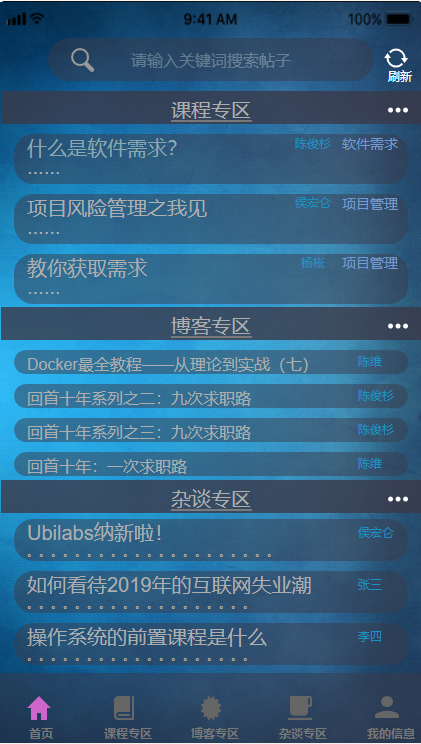 9:41 AM 100%
请输入关键词搜索帖子
刷新
课程专区
什么是软件需求？ 陈俊杉 软件需求
......
项目风险管理之我见 侯宏仑 项目管理
......
教你获取需求 杨枨 项目管理
......
博客专区
Docker最全教程——从理论到实战（七） 陈维
回首十年系列之二：九次求职路 陈俊杉
回首十年系列之三：九次求职路 陈俊杉
回首十年：一次求职路 陈维
杂谈专区
Ubilabs纳新啦！ 侯宏仑
。。。。。。。。。。。。。。。。。。。。。
如何看待2019年的互联网失业潮 张三
。。。。。。。。。。。。。。。。。。。
操作系统的前置课程是什么 李四
。。。。。。。。。。。。。。。。。。。
首页 课程专区 博客专区 杂谈专区 我的信息